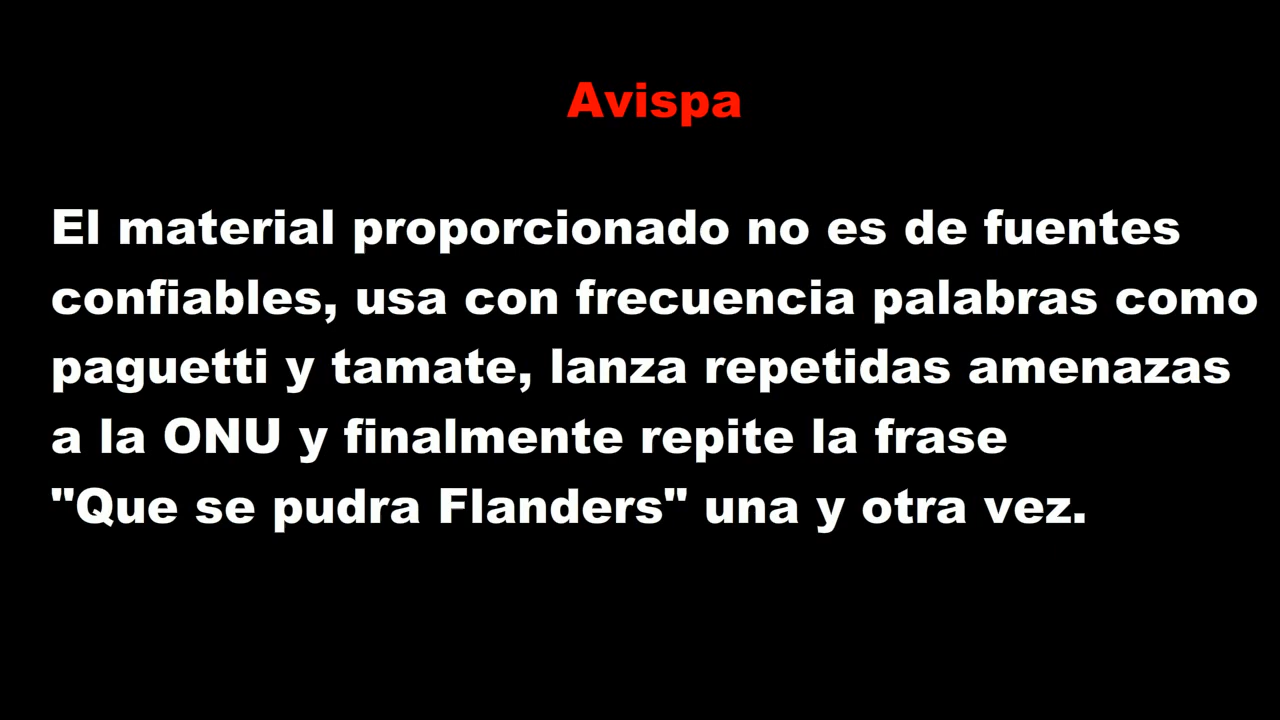 Avispa
El material proporcionado no es de fuentes
confiables, usa con frecuencia palabras como
paguetti y tamate, lanza repetidas amenazas
a la ONU y finalmente repite la frase
"Que se pudra Flanders" una y otra vez.